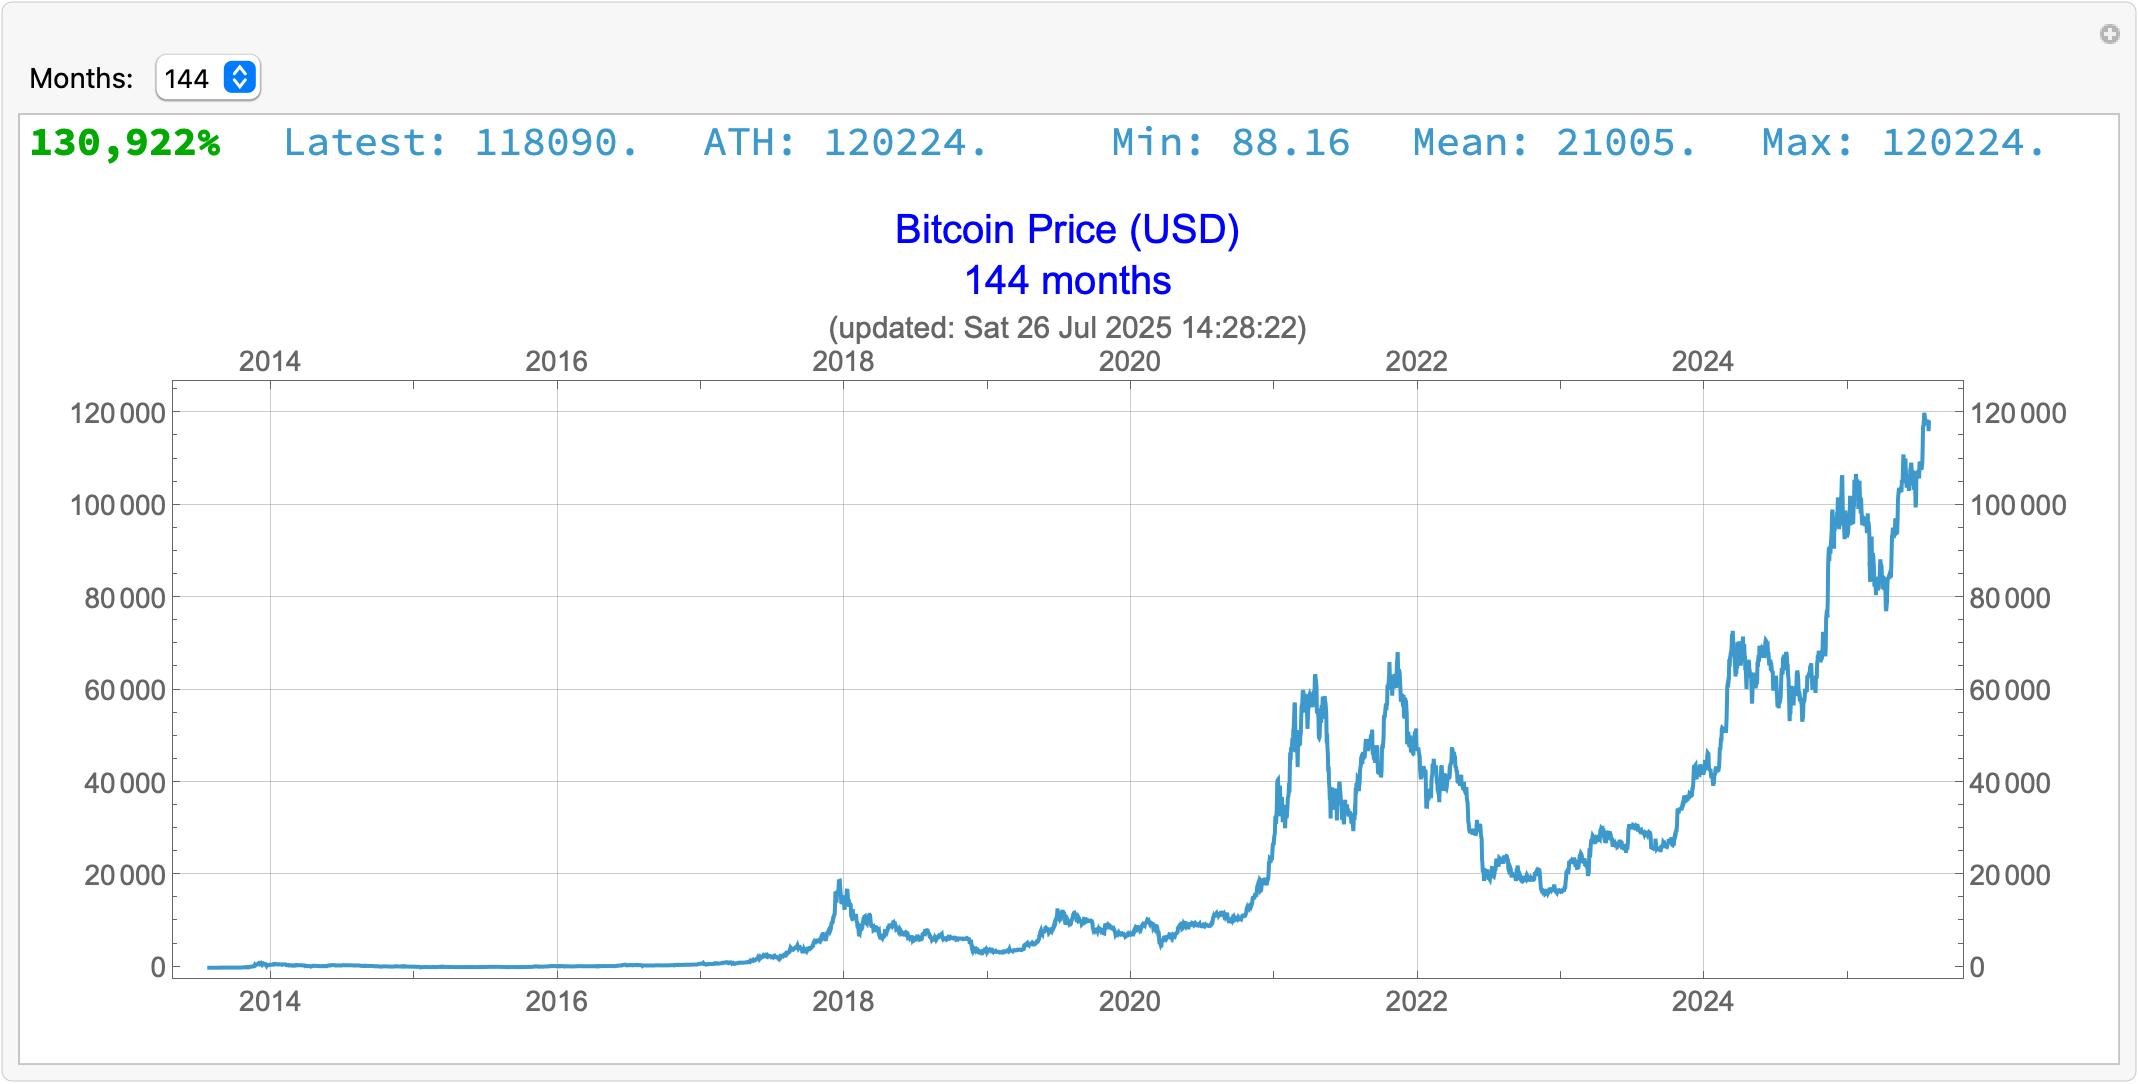 Months: 144
130,922% Latest: 118090. ATH: 120224. Min: 88.16 Mean: 21005. Max: 120224.
Bitcoin Price (USD)
144 months
(updated: Sat 26 Jul 2025 14:28:22)
2014 2016 2018 2020 2022 2024
120 000 120 000
100 000 100 000
80 000 80 000
60 000 60 000
40 000 40 000
20 000 20 000
0 0
2014 2016 2018 2020 2022 2024